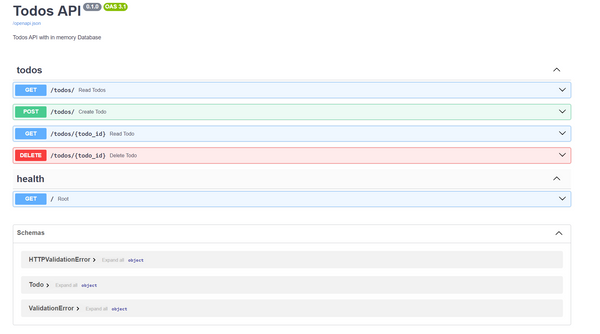 Todos API 0.1.0 OAS 3.1
/openapi.json
Todos API with in memory Database
todos
GET /todos/ Read Todos
POST /todos/ Create Todo
GET /todos/{todo_id} Read Todo
DELETE /todos/{todo_id} Delete Todo
health
GET / Root
Schemas
HTTPValidationError Expand all object
Todo Expand all object
ValidationError Expand all object